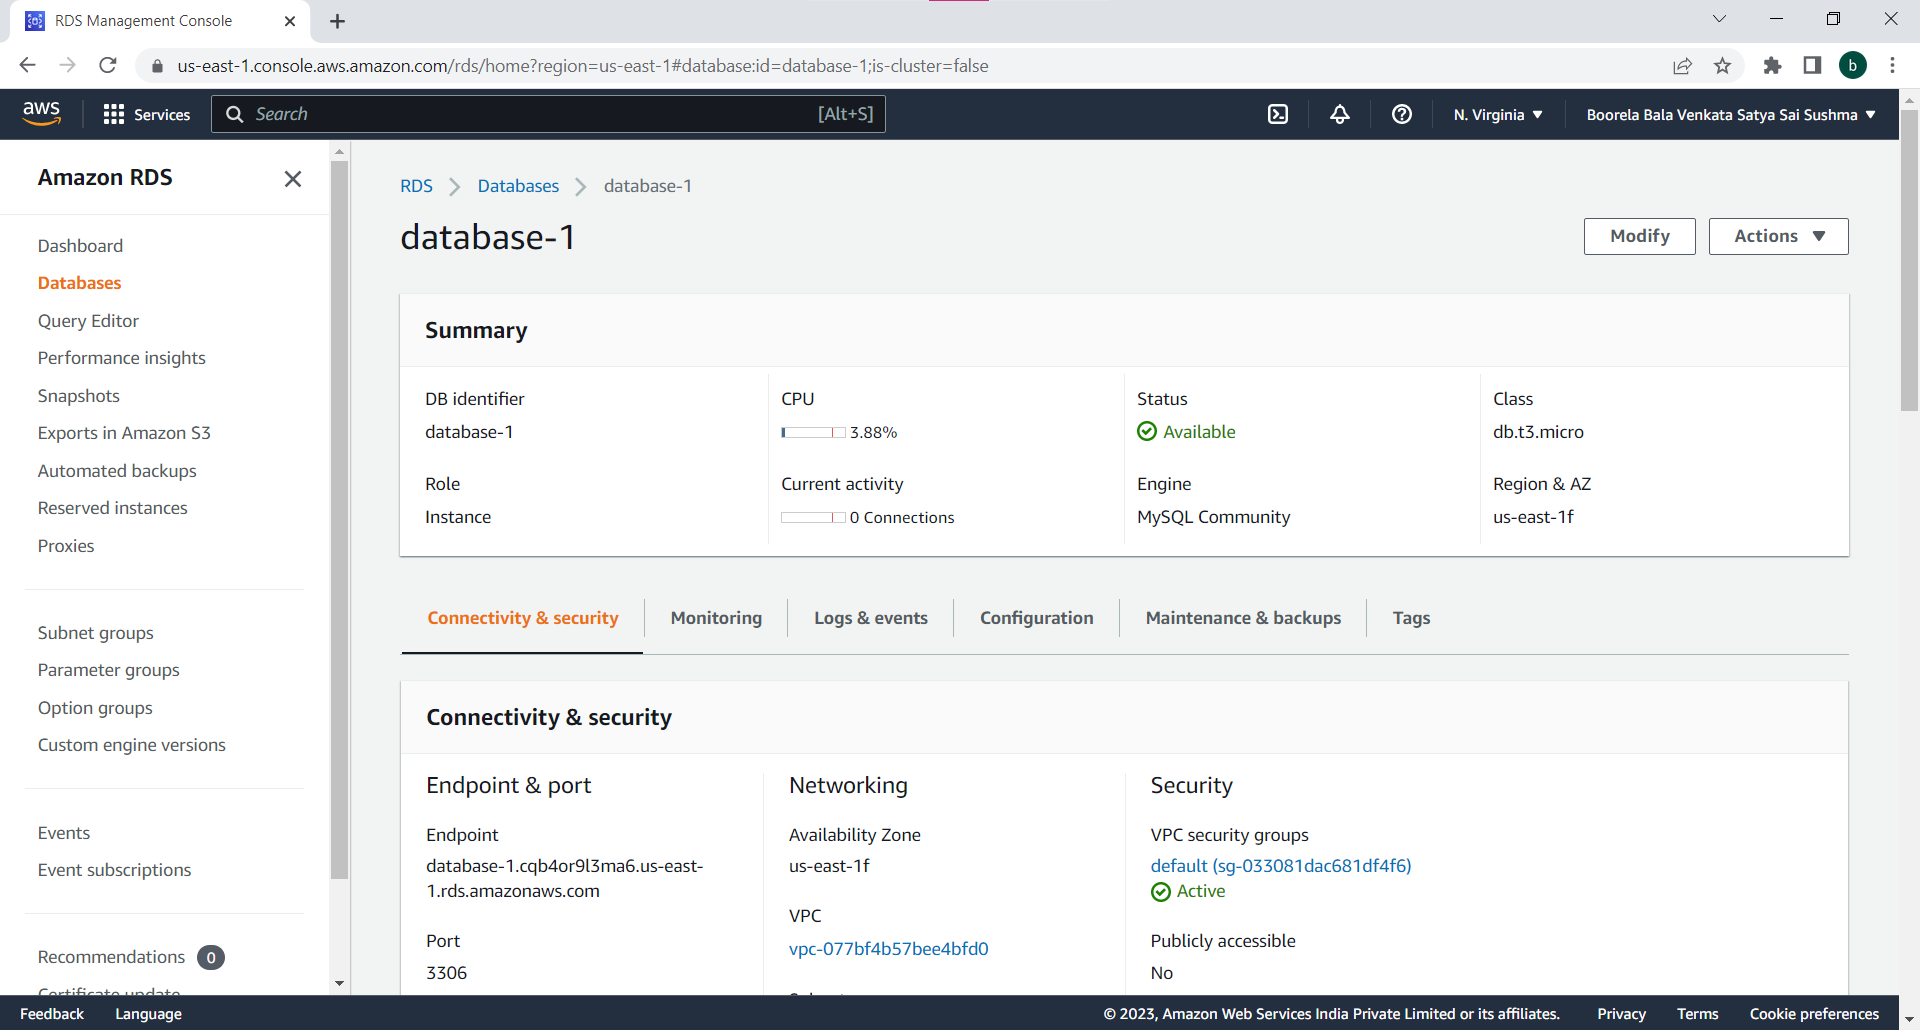 RDS Management Console
us-east-1.console.aws.amazon.com/rds/home?region=us-east-1#database:id=database-1;is-cluster=false
b
aws
Services
Search
[Alt+S]
N. Virginia
Boorela Bala Venkata Satya Sai Sushma
Amazon RDS
Dashboard
Databases
Query Editor
Performance insights
Snapshots
Exports in Amazon S3
Automated backups
Reserved instances
Proxies
Subnet groups
Parameter groups
Option groups
Custom engine versions
Events
Event subscriptions
Recommendations 0
Certificate update
RDS
Databases
database-1
database-1
Modify
Actions
Summary
DB identifier
database-1
CPU
3.88%
Status
Available
Class
db.t3.micro
Role
Instance
Current activity
0 Connections
Engine
MySQL Community
Region & AZ
us-east-1f
Connectivity & security
Monitoring
Logs & events
Configuration
Maintenance & backups
Tags
Connectivity & security
Endpoint & port
Endpoint
database-1.cqb4or9l3ma6.us-east-
1.rds.amazonaws.com
Port
3306
Networking
Availability Zone
us-east-1f
VPC
vpc-077bf4b57bee4bfd0
Security
VPC security groups
default (sg-033081dac681df4f6)
Active
Publicly accessible
No
Feedback
Language
© 2023, Amazon Web Services India Private Limited or its affiliates.
Privacy
Terms
Cookie preferences